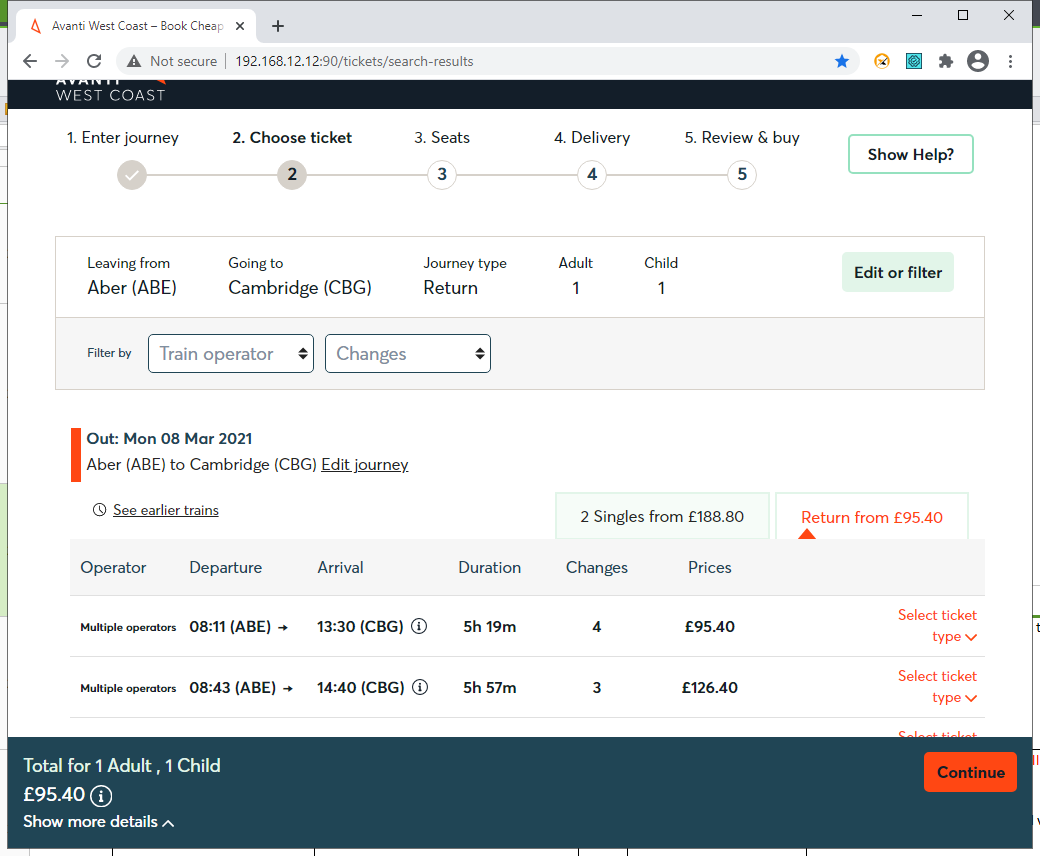 Avanti West Coast – Book Cheap
Not secure
192.168.12.12:90/tickets/search-results
AVANTI
WEST COAST
1. Enter journey
2. Choose ticket
3. Seats
4. Delivery
5. Review & buy
2
3
4
5
Show Help?
Leaving from
Going to
Journey type
Adult
Child
Aber (ABE)
Cambridge (CBG)
Return
1
1
Edit or filter
Filter by
Train operator
Changes
Out: Mon 08 Mar 2021
Aber (ABE) to Cambridge (CBG) Edit journey
See earlier trains
2 Singles from £188.80
Return from £95.40
Operator
Departure
Arrival
Duration
Changes
Prices
Multiple operators
08:11 (ABE)
13:30 (CBG)
5h 19m
4
£95.40
Select ticket
type
Multiple operators
08:43 (ABE)
14:40 (CBG)
5h 57m
3
£126.40
Select ticket
type
Select ticket
Total for 1 Adult , 1 Child
£95.40
Show more details
Continue